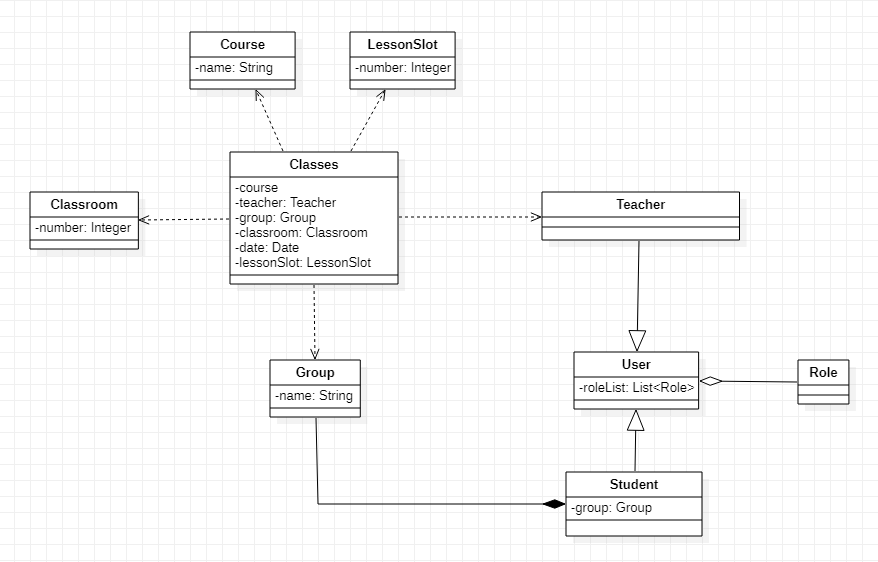 Course
-name: String
LessonSlot
-number: Integer
Classes
-course
-teacher: Teacher
-group: Group
-classroom: Classroom
-date: Date
-lessonSlot: LessonSlot
Classroom
-number: Integer
Teacher
Group
-name: String
User
-roleList: List<Role>
Role
Student
-group: Group